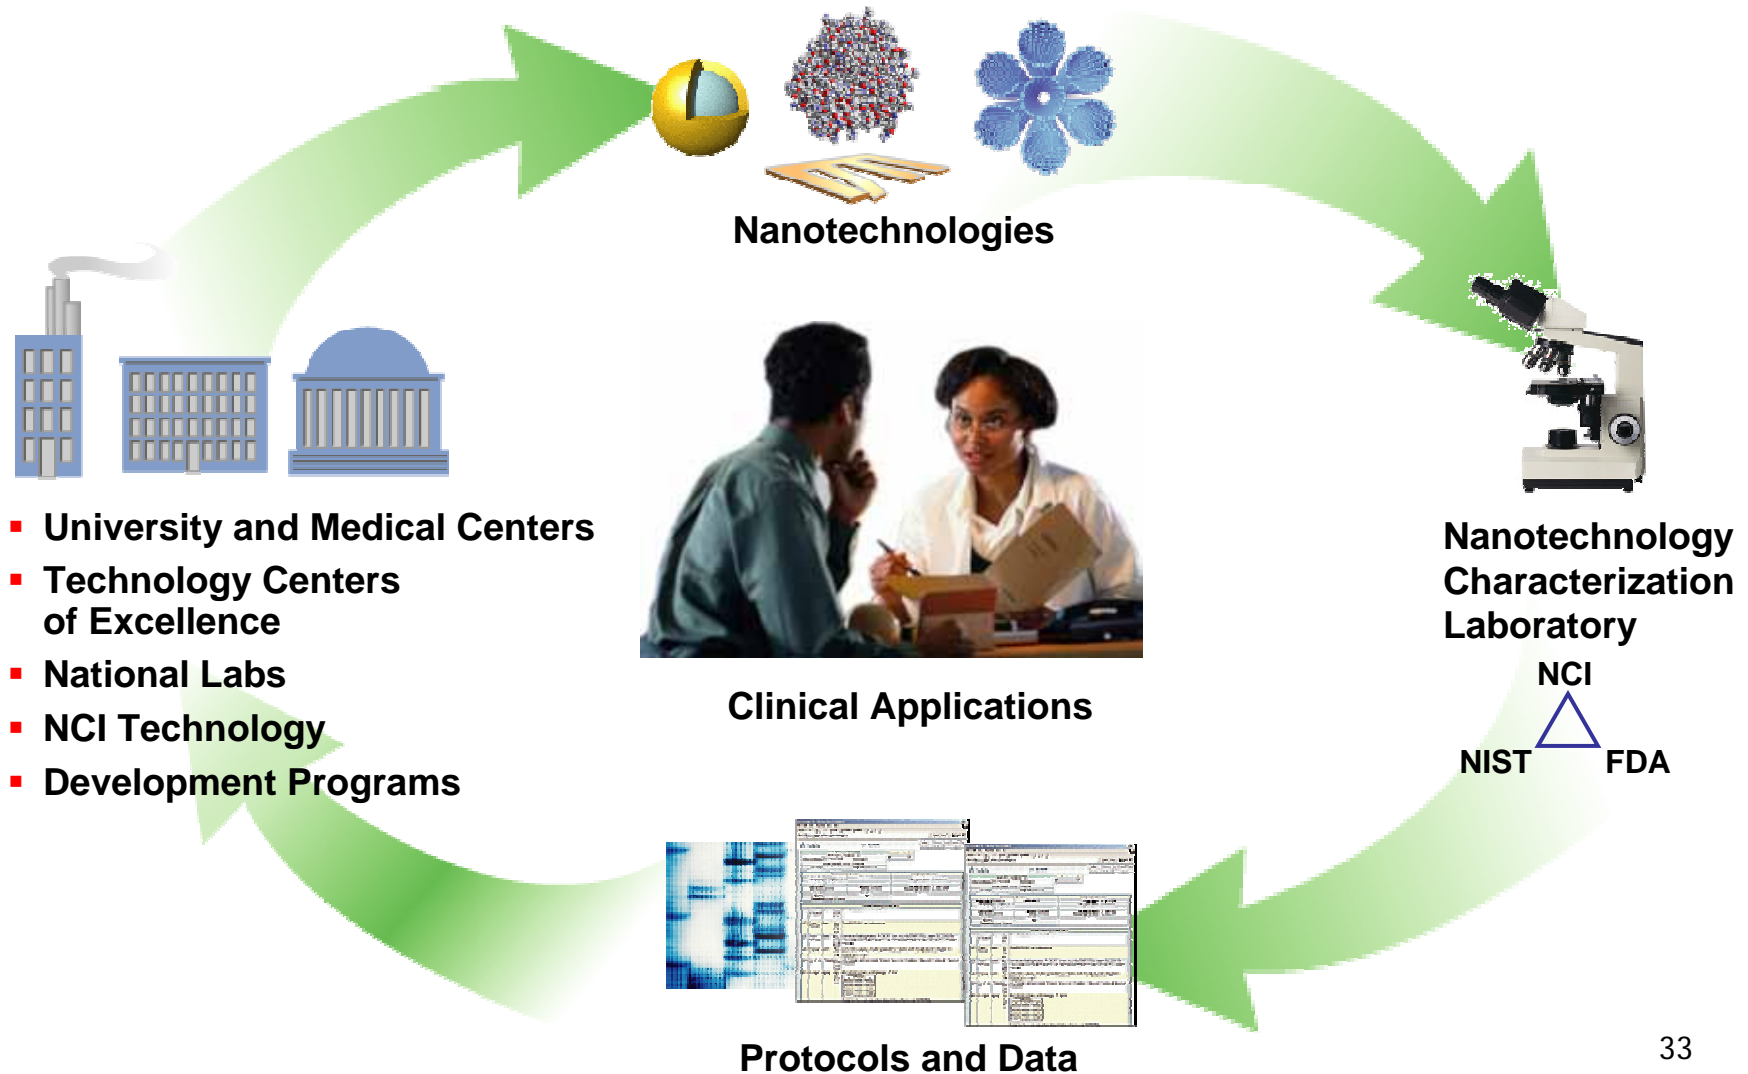 Nanotechnologies
University and Medical Centers
Technology Centers
of Excellence
National Labs
NCI Technology
Development Programs
Clinical Applications
Nanotechnology
Characterization
Laboratory
NCI
NIST
FDA
Protocols and Data
33